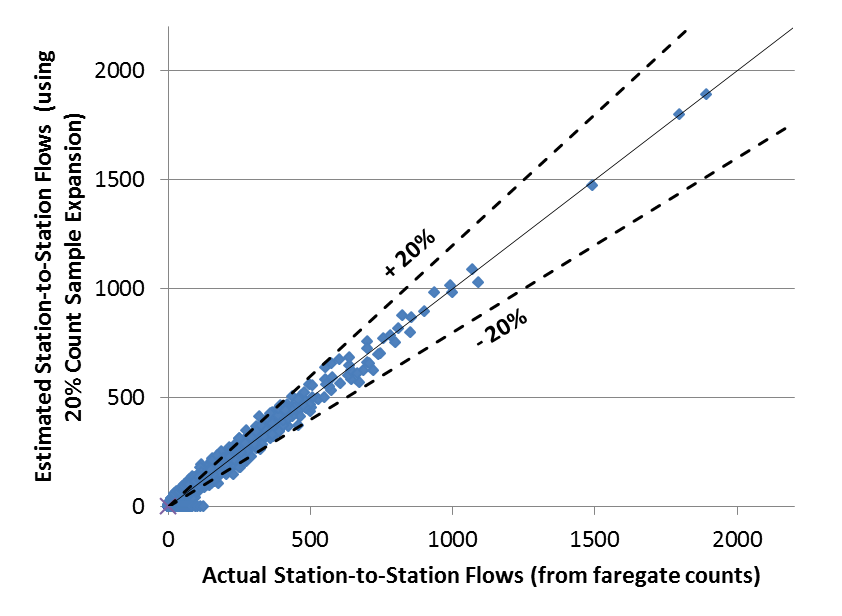 Estimated Station-to-Station Flows (using
20% Count Sample Expansion)
2000
1500
1000
500
0
+ 20%
- 20%
0 500 1000 1500 2000
Actual Station-to-Station Flows (from faregate counts)